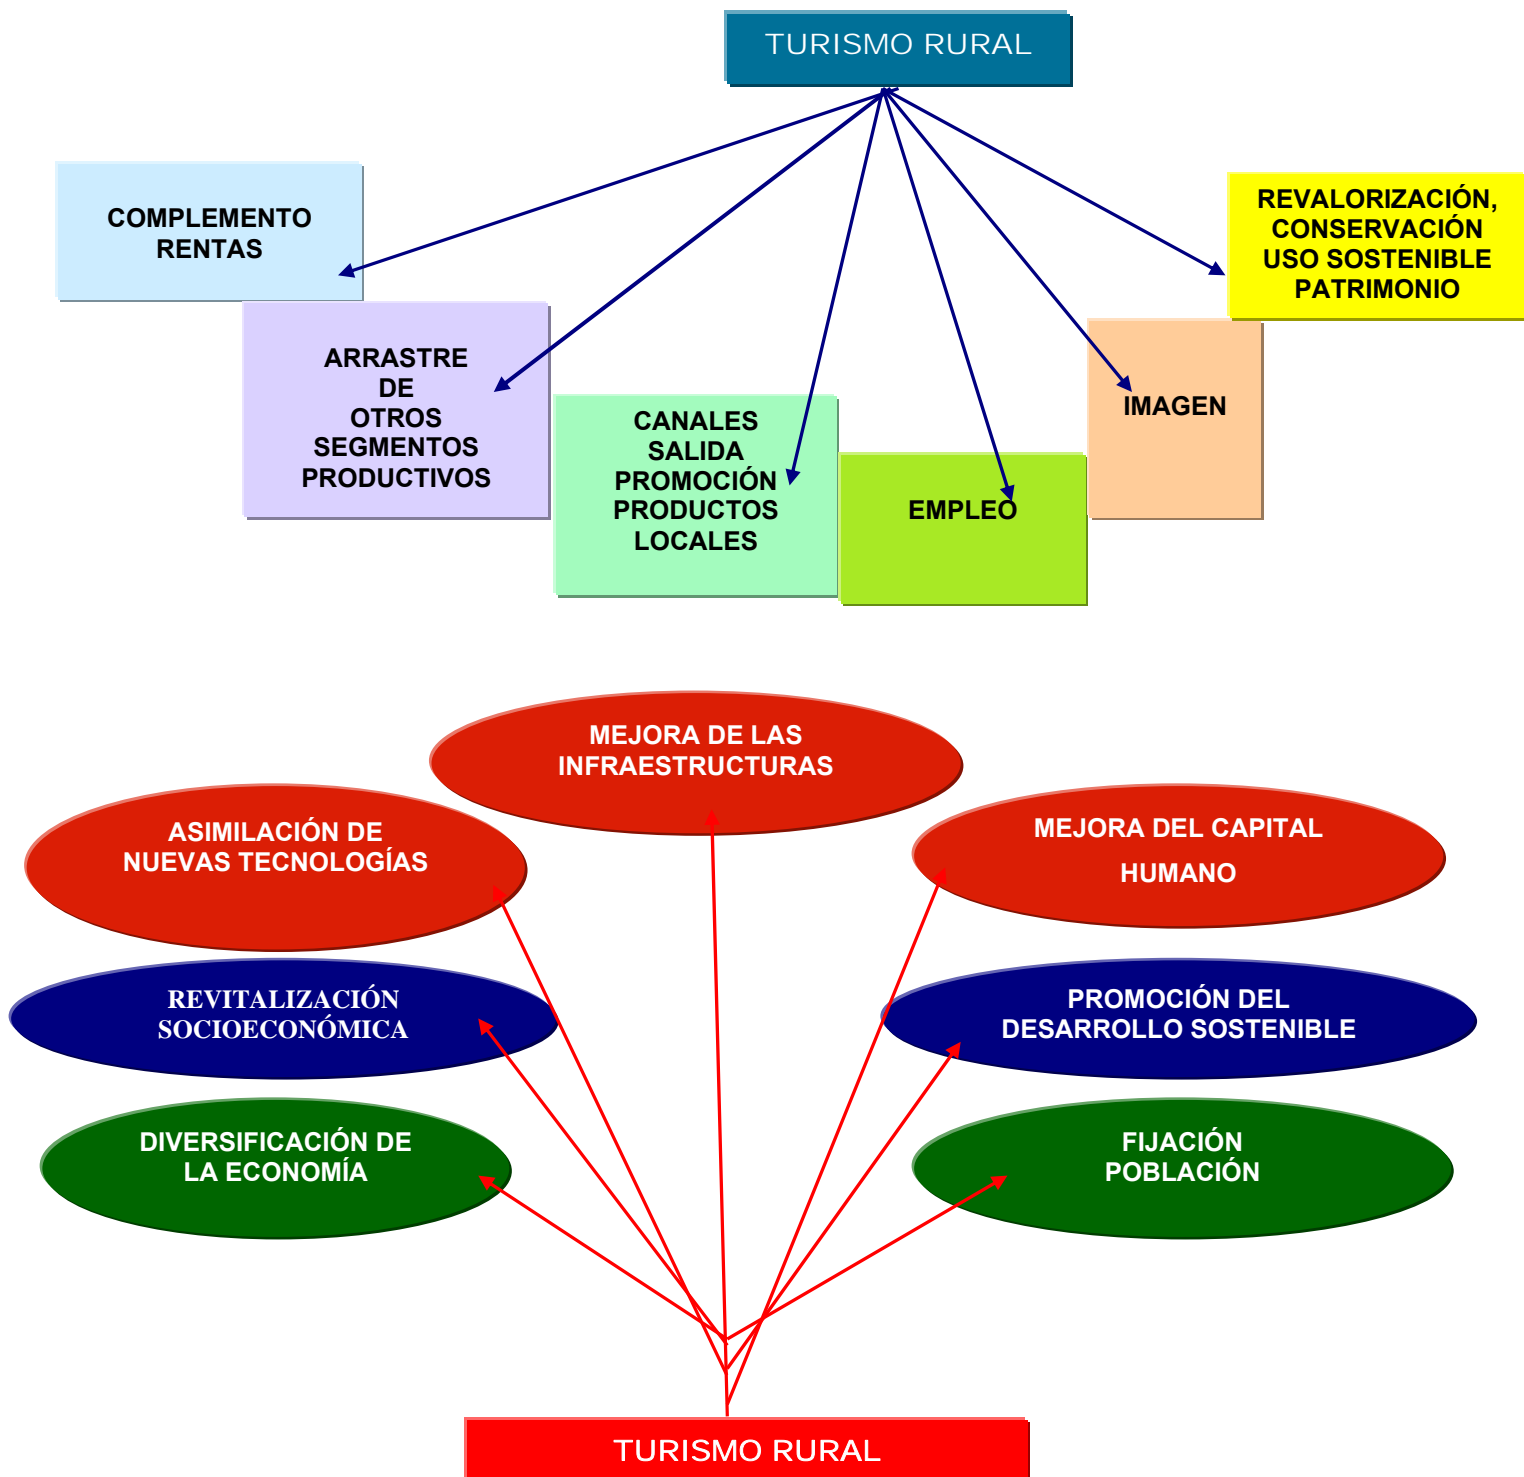 TURISMO RURAL
COMPLEMENTO
RENTAS
REVALORIZACIÓN,
CONSERVACIÓN
USO SOSTENIBLE
PATRIMONIO
ARRASTRE
DE
OTROS
SEGMENTOS
PRODUCTIVOS
CANALES
SALIDA
PROMOCIÓN
PRODUCTOS
LOCALES
EMPLEO
IMAGEN
MEJORA DE LAS
INFRAESTRUCTURAS
ASIMILACIÓN DE
NUEVAS TECNOLOGÍAS
MEJORA DEL CAPITAL
HUMANO
REVITALIZACIÓN
SOCIOECONÓMICA
PROMOCIÓN DEL
DESARROLLO SOSTENIBLE
DIVERSIFICACIÓN DE
LA ECONOMÍA
FIJACIÓN
POBLACIÓN
TURISMO RURAL